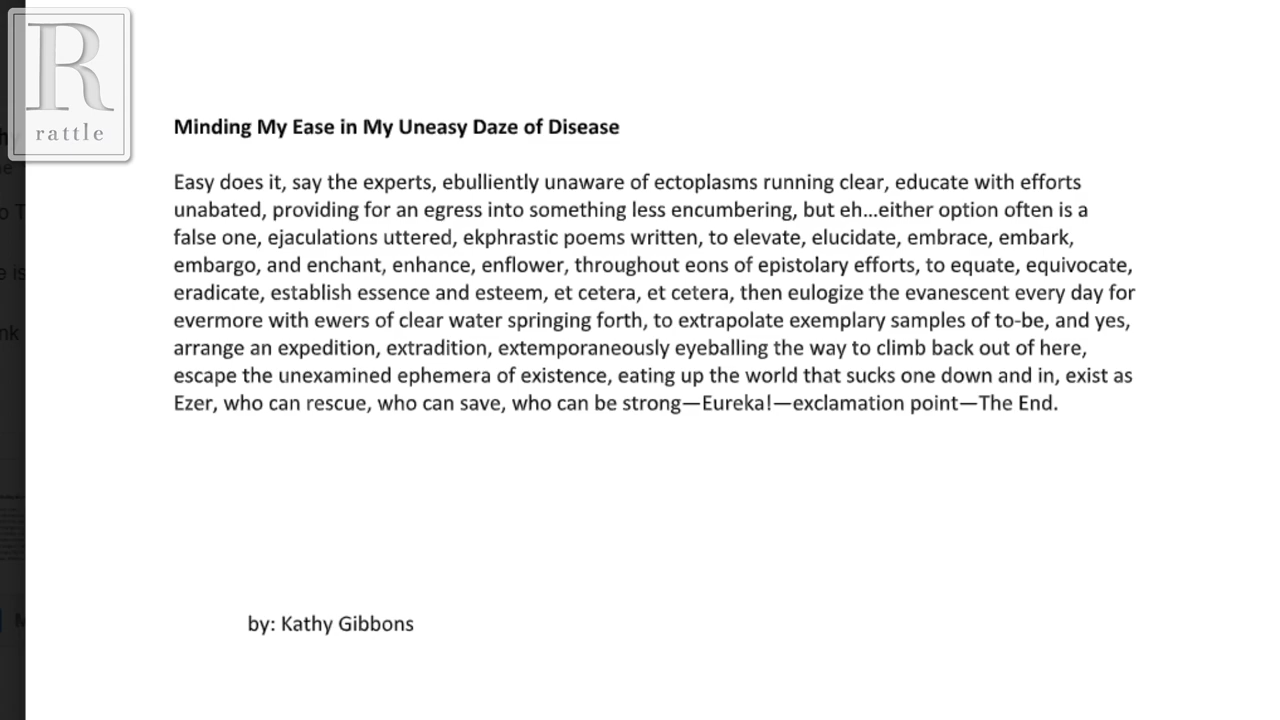 R
rattle
Minding My Ease in My Uneasy Daze of Disease
Easy does it, say the experts, ebulliently unaware of ectoplasms running clear, educate with efforts
unabated, providing for an egress into something less encumbering, but eh...either option often is a
false one, ejaculations uttered, ekphrastic poems written, to elevate, elucidate, embrace, embark,
embargo, and enchant, enhance, enflower, throughout eons of epistolary efforts, to equate, equivocate,
eradicate, establish essence and esteem, et cetera, et cetera, then eulogize the evanescent every day for
evermore with ewers of clear water springing forth, to extrapolate exemplary samples of to-be, and yes,
arrange an expedition, extradition, extemporaneously eyeballing the way to climb back out of here,
escape the unexamined ephemera of existence, eating up the world that sucks one down and in, exist as
Ezer, who can rescue, who can save, who can be strong—Eureka!—exclamation point—The End.
by: Kathy Gibbons